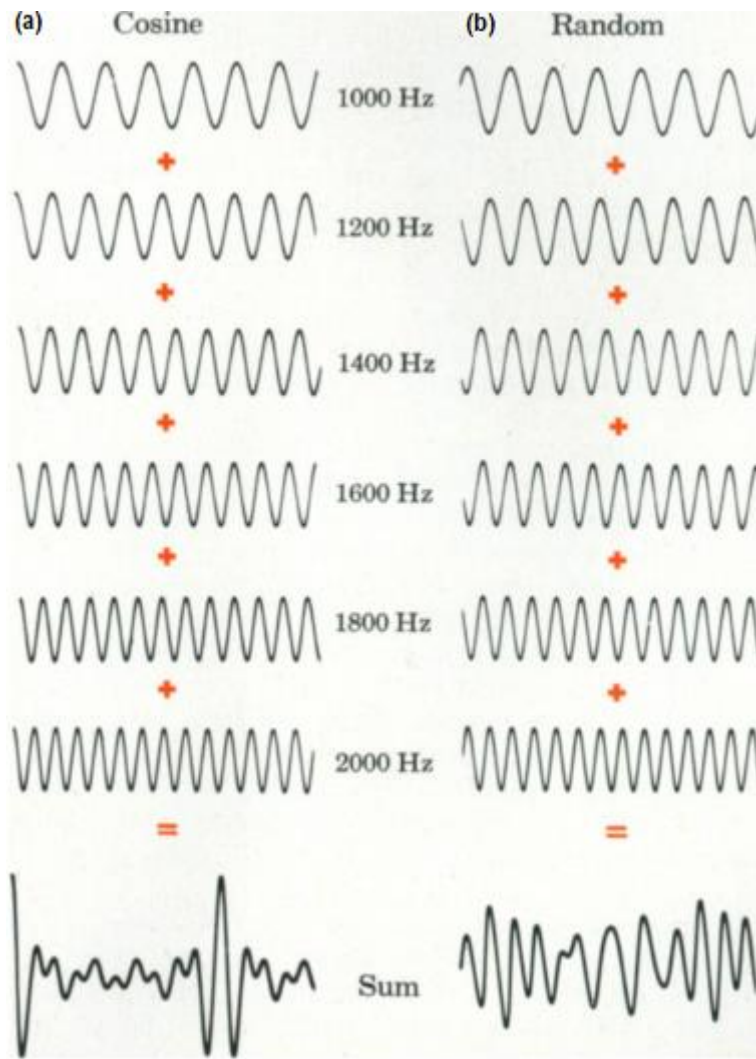 (a) Cosine (b) Random
1000 Hz
+ +
1200 Hz
+ +
1400 Hz
+ +
1600 Hz
+ +
1800 Hz
+ +
2000 Hz
= =
Sum